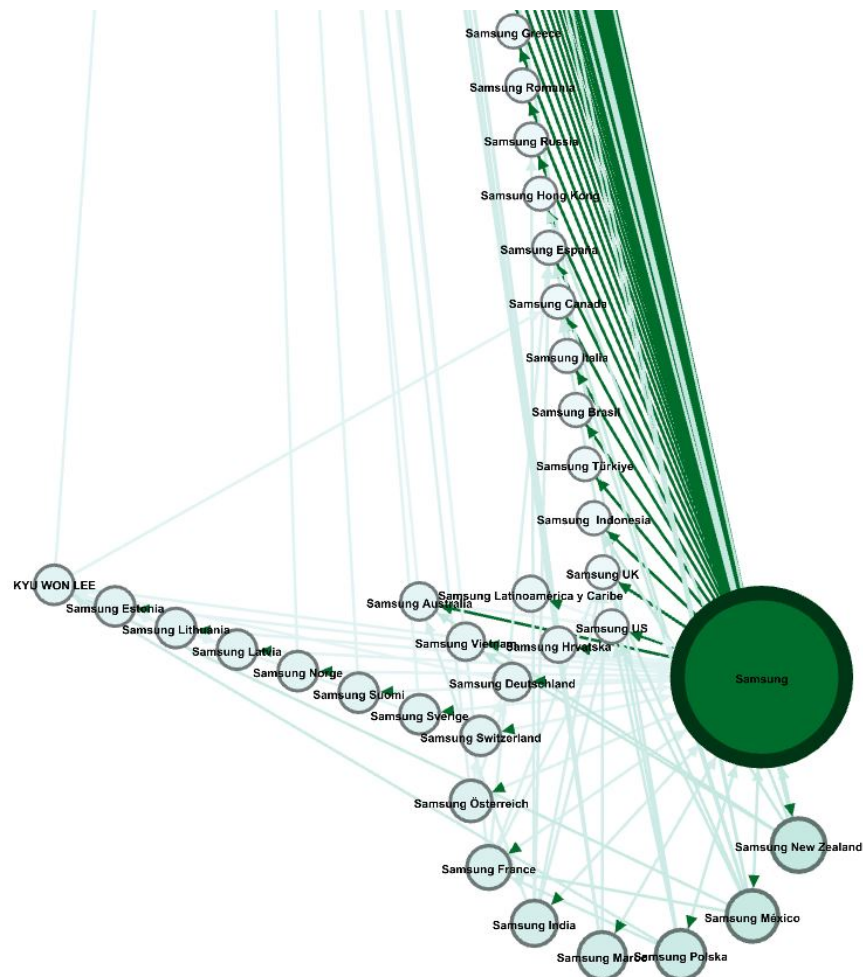 Samsung Greece
Samsung Romania
Samsung Russia
Samsung Hong Kong
Samsung España
Samsung Canada
Samsung Italia
Samsung Brasil
Samsung Türkiye
Samsung Indonesia
Samsung UK
KYU WON LEE
Samsung Estonia
Samsung Lithuania
Samsung Latvia
Samsung Norge
Samsung Suomi
Samsung Sverige
Samsung Switzerland
Samsung Australia
Samsung Latinoamérica y Caribe
Samsung US
Samsung Vietnam
Samsung Hrvatska
Samsung Deutschland
Samsung
Samsung Österreich
Samsung New Zealand
Samsung France
Samsung India
Samsung México
Samsung Maroc
Samsung Polska